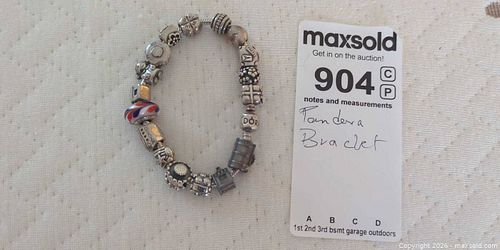 maxsold
Get in on the auction!
904 C
P
notes and measurements
Pandora
Bracelet
A B C D
1st 2nd 3rd bsmt garage outdoors
Copyright 2026 - maxsold.com